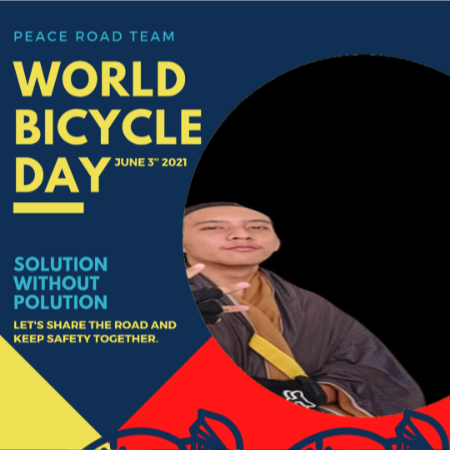 PEACE ROAD TEAM
WORLD
BICYCLE
DAY
JUNE 3" 2021
SOLUTION
WITHOUT
POLUTION
LET'S SHARE THE ROAD AND
KEEP SAFETY TOGETHER.